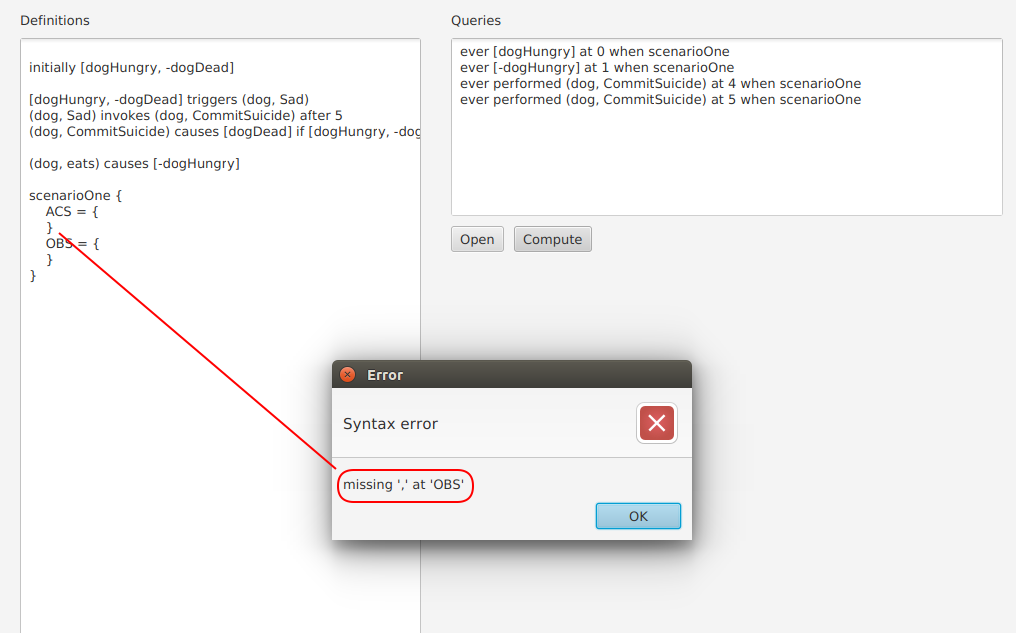 Definitions
initially [dogHungry, -dogDead]
[dogHungry, -dogDead] triggers (dog, Sad)
(dog, Sad) invokes (dog, CommitSuicide) after 5
(dog, CommitSuicide) causes [dogDead] if [dogHungry, -dog
(dog, eats) causes [-dogHungry]
scenarioOne {
ACS = {
}
OBS = {
}
}
Queries
ever [dogHungry] at 0 when scenarioOne
ever [-dogHungry] at 1 when scenarioOne
ever performed (dog, CommitSuicide) at 4 when scenarioOne
ever performed (dog, CommitSuicide) at 5 when scenarioOne
Open Compute
Error
Syntax error
missing ',' at 'OBS'
OK